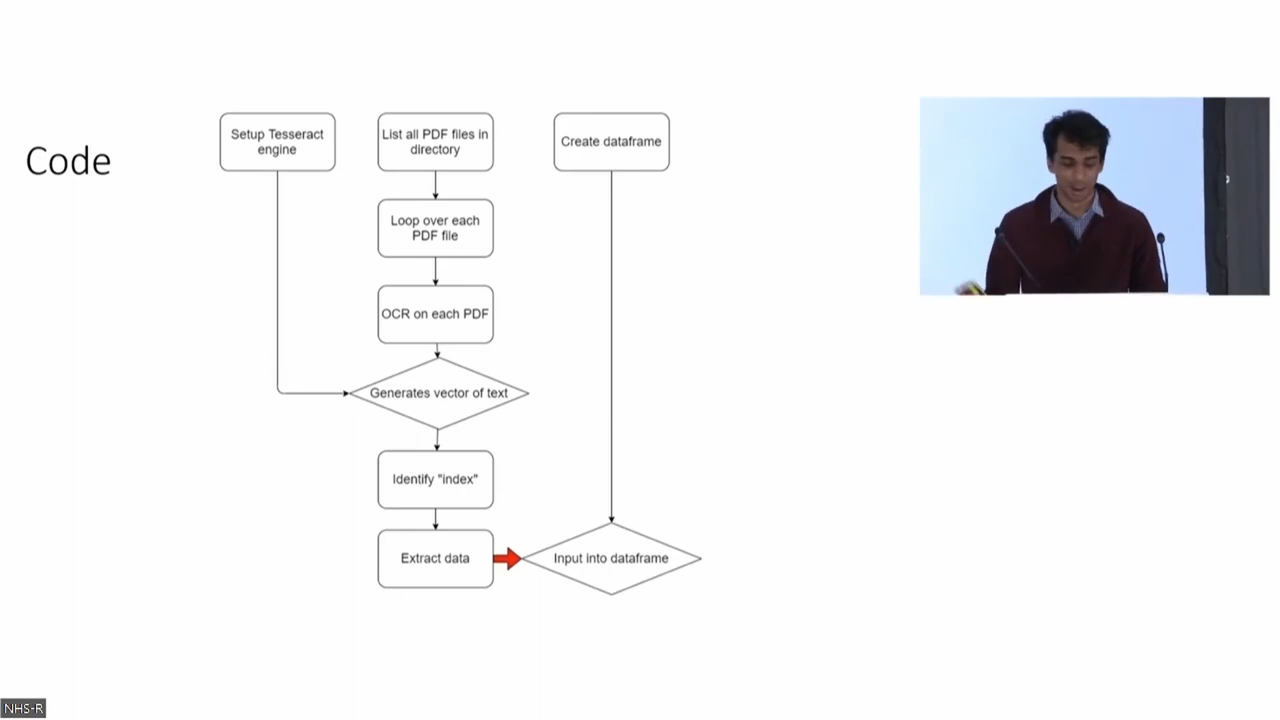 Code
Setup Tesseract
engine
List all PDF files in
directory
Create dataframe
Loop over each
PDF file
OCR on each PDF
Generates vector of text
Identify "index"
Extract data
Input into dataframe
NHS-R